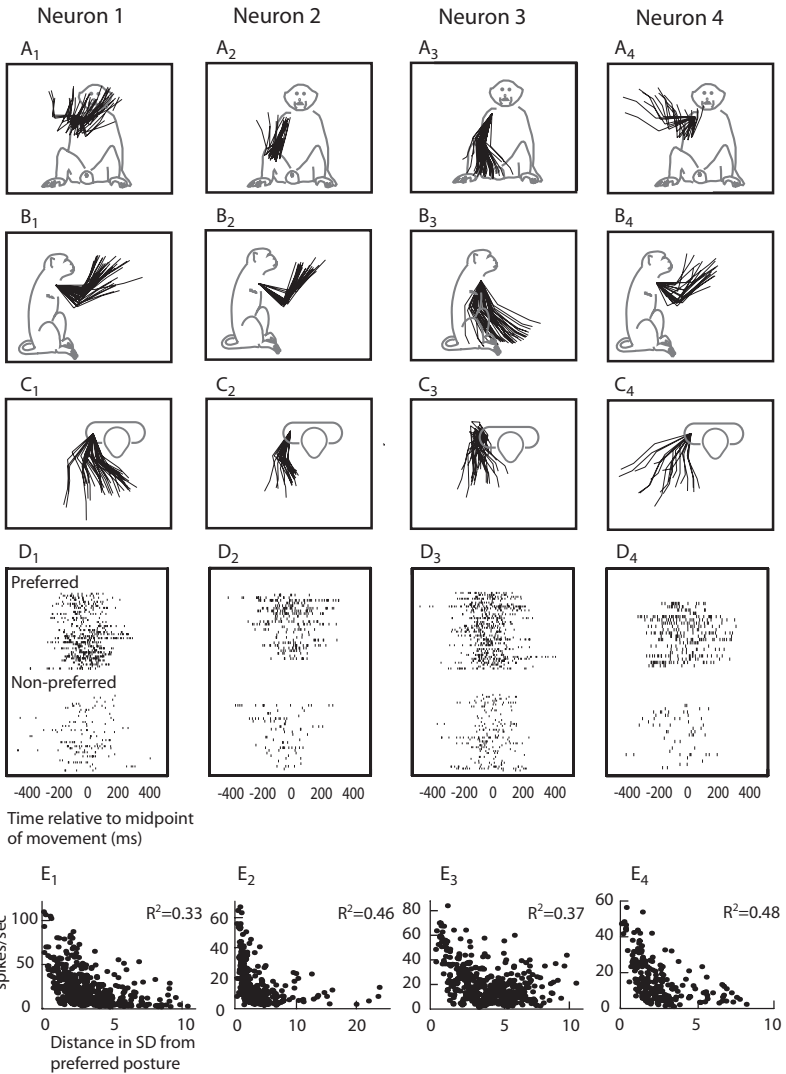 Neuron 1 Neuron 2 Neuron 3 Neuron 4
A1 A2 A3 A4
B1 B2 B3 B4
C1 C2 C3 C4
D1 D2 D3 D4
Preferred
Non-preferred
-400 -200 0 200 400 -400 -200 0 200 400 -400 -200 0 200 400 -400 -200 0 200 400
Time relative to midpoint
of movement (ms)
E1 E2 E3 E4
R²=0.33 R²=0.46 R²=0.37 R²=0.48
spikes/sec
100 50 0
60 40 20 0
80 60 40 20 0
60 40 20 0
0 5 10 0 10 20 0 5 10 0 5 10
Distance in SD from
preferred posture